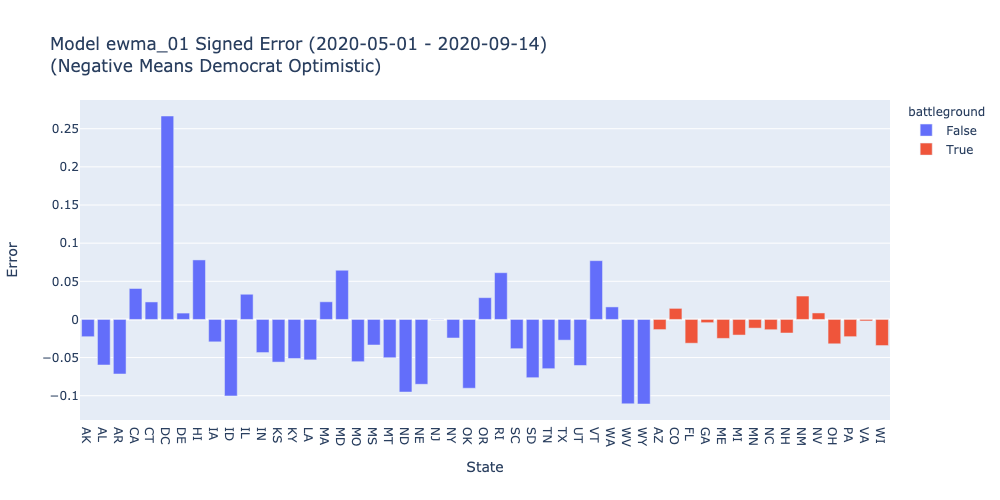 Model ewma_01 Signed Error (2020-05-01 - 2020-09-14)
(Negative Means Democrat Optimistic)
battleground
False
True
0.25
0.2
0.15
0.1
0.05
0
−0.05
−0.1
Error
AK AL AR CA CT DC DE HI IA ID IL IN KS KY LA MA MD MO MS MT ND NE NJ NY OK OR RI SC SD TN TX UT VT WA WV WY AZ CO FL GA ME MI MN NC NH NM NV OH PA VA WI
State